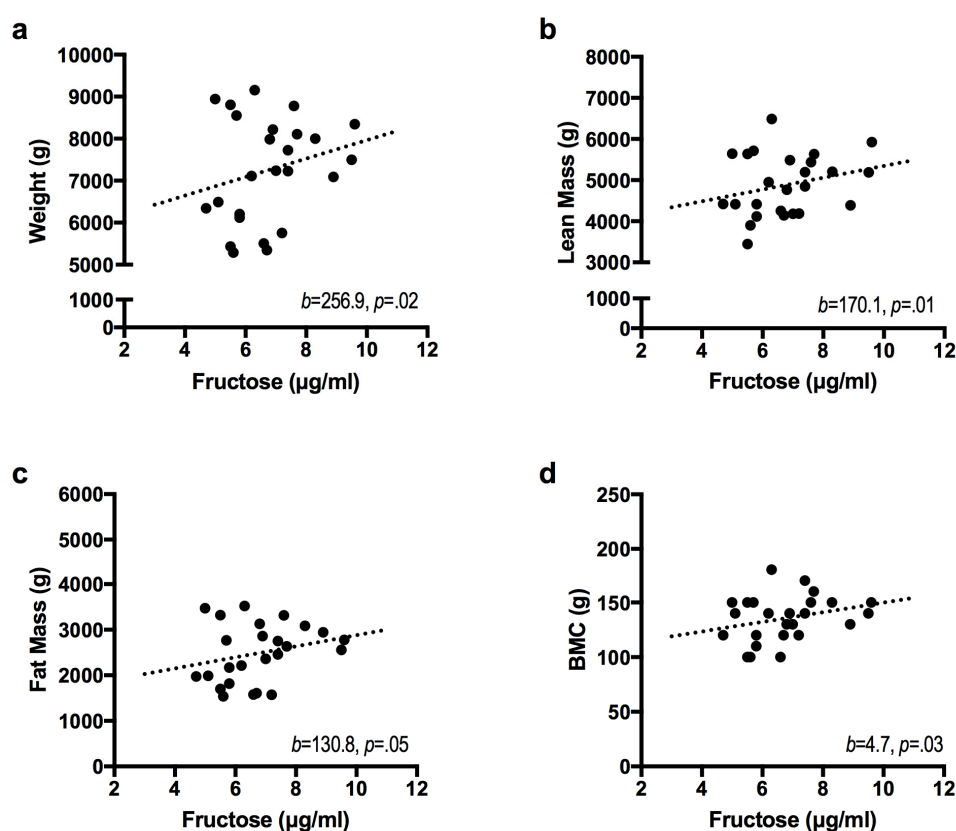 a
10000
9000
8000
7000
6000
5000
1000
0
Weight (g)
b=256.9, p=.02
2 4 6 8 10 12
Fructose (µg/ml)
b
8000
7000
6000
5000
4000
3000
1000
0
Lean Mass (g)
b=170.1, p=.01
2 4 6 8 10 12
Fructose (µg/ml)
c
6000
5000
4000
3000
2000
1000
0
Fat Mass (g)
b=130.8, p=.05
2 4 6 8 10 12
Fructose (µg/ml)
d
250
200
150
100
50
0
BMC (g)
b=4.7, p=.03
2 4 6 8 10 12
Fructose (µg/ml)